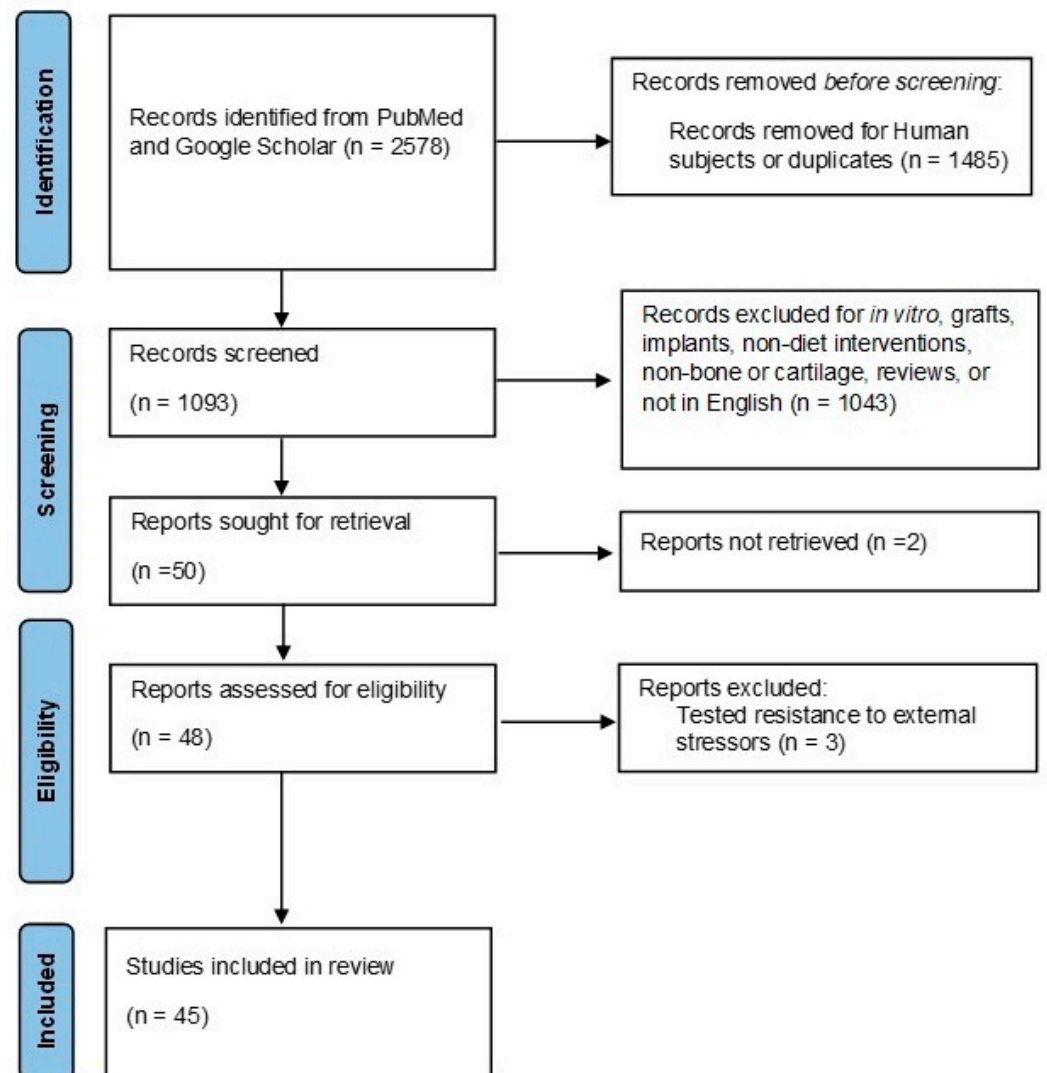 Identification
Records identified from PubMed
and Google Scholar (n = 2578)
Records removed before screening:
Records removed for Human
subjects or duplicates (n = 1485)
Screening
Records screened
(n = 1093)
Records excluded for in vitro, grafts,
implants, non-diet interventions,
non-bone or cartilage, reviews, or
not in English (n = 1043)
Reports sought for retrieval
(n =50)
Reports not retrieved (n =2)
Eligibility
Reports assessed for eligibility
(n = 48)
Reports excluded:
Tested resistance to external
stressors (n = 3)
Included
Studies included in review
(n = 45)